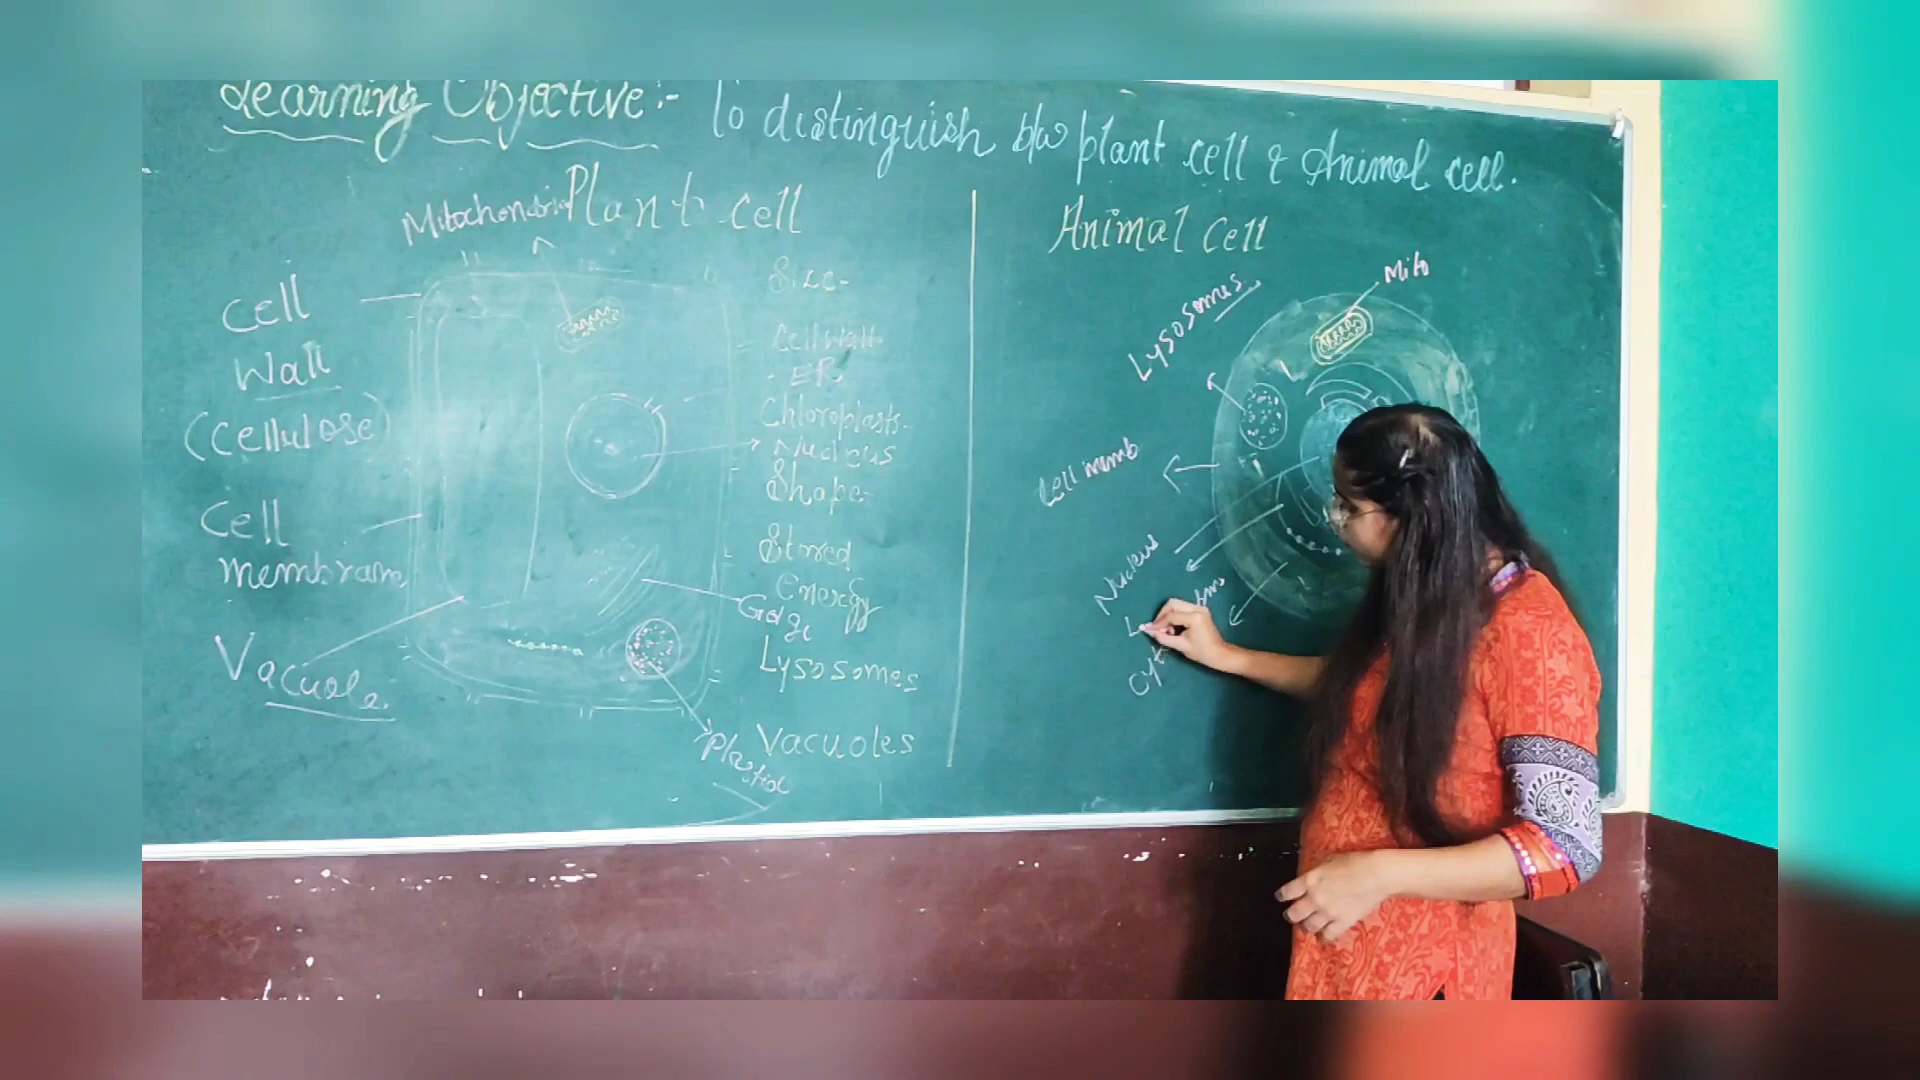 Learning Objective:- To distinguish b/w plant cell & Animal cell.
Plant cell
Mitochondria
Cell
Wall
(cellulose)
Cell
membrane
Vacuole.
Size-
Cell wall.
ER
Chloroplasts.
Nucleus
Shape-
Stored
energy
Golgi
Lysosomes
Vacuoles
Plastid
Animal Cell
Mito
Lysosomes.
Cell memb
Nucleus
L
Cyt